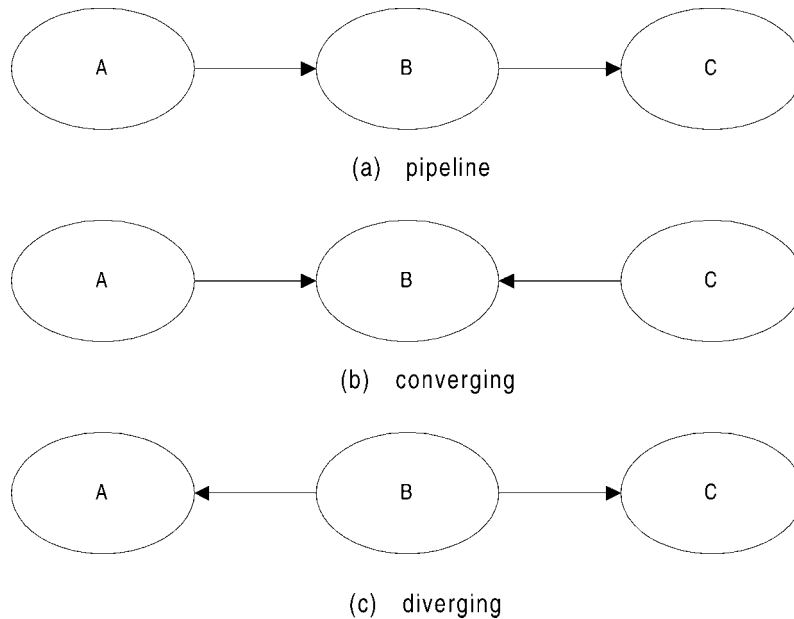 A B C
(a) pipeline
A B C
(b) converging
A B C
(c) diverging